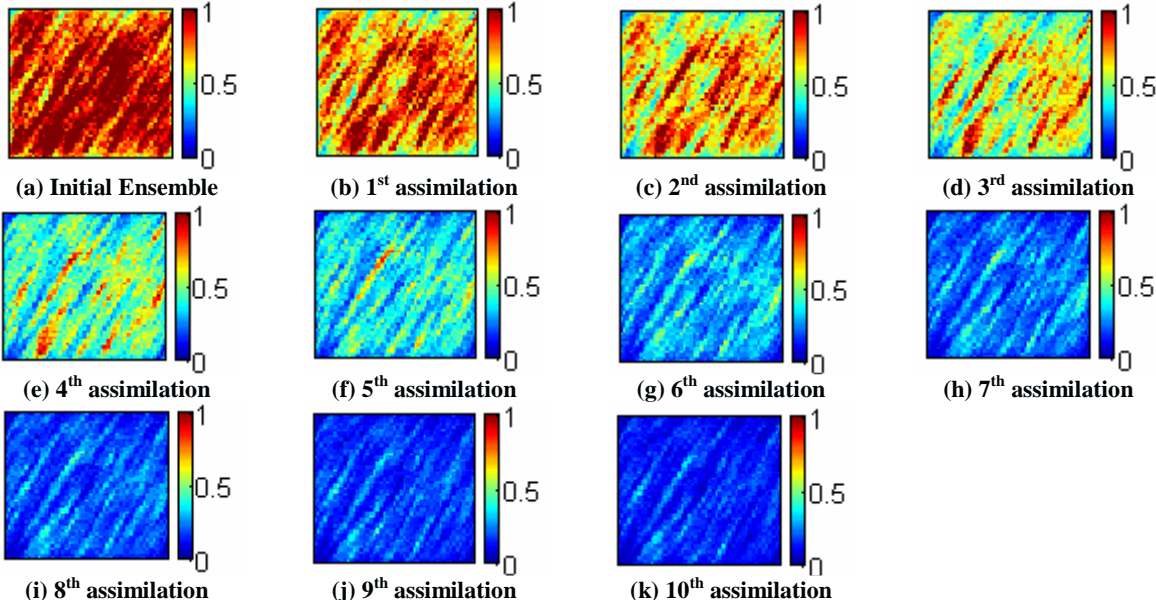 1 1 1 1
0.5 0.5 0.5 0.5
0 0 0 0
(a) Initial Ensemble (b) 1st assimilation (c) 2nd assimilation (d) 3rd assimilation
1 1 1 1
0.5 0.5 0.5 0.5
0 0 0 0
(e) 4th assimilation (f) 5th assimilation (g) 6th assimilation (h) 7th assimilation
1 1 1
0.5 0.5 0.5
0 0 0
(i) 8th assimilation (j) 9th assimilation (k) 10th assimilation